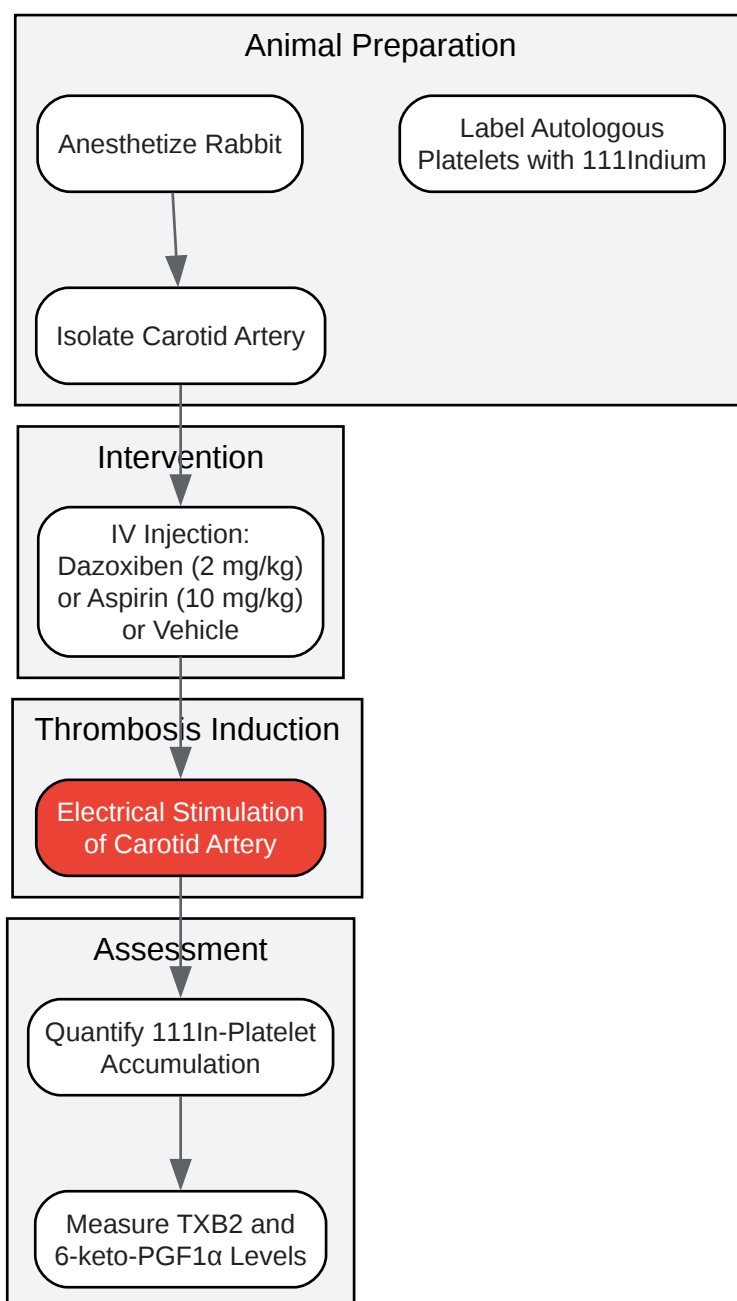 Animal Preparation
Anesthetize Rabbit
Label Autologous
Platelets with 111Indium
Isolate Carotid Artery
Intervention
IV Injection:
Dazoxiben (2 mg/kg)
or Aspirin (10 mg/kg)
or Vehicle
Thrombosis Induction
Electrical Stimulation
of Carotid Artery
Assessment
Quantify 111In-Platelet
Accumulation
Measure TXB2 and
6-keto-PGF1α Levels